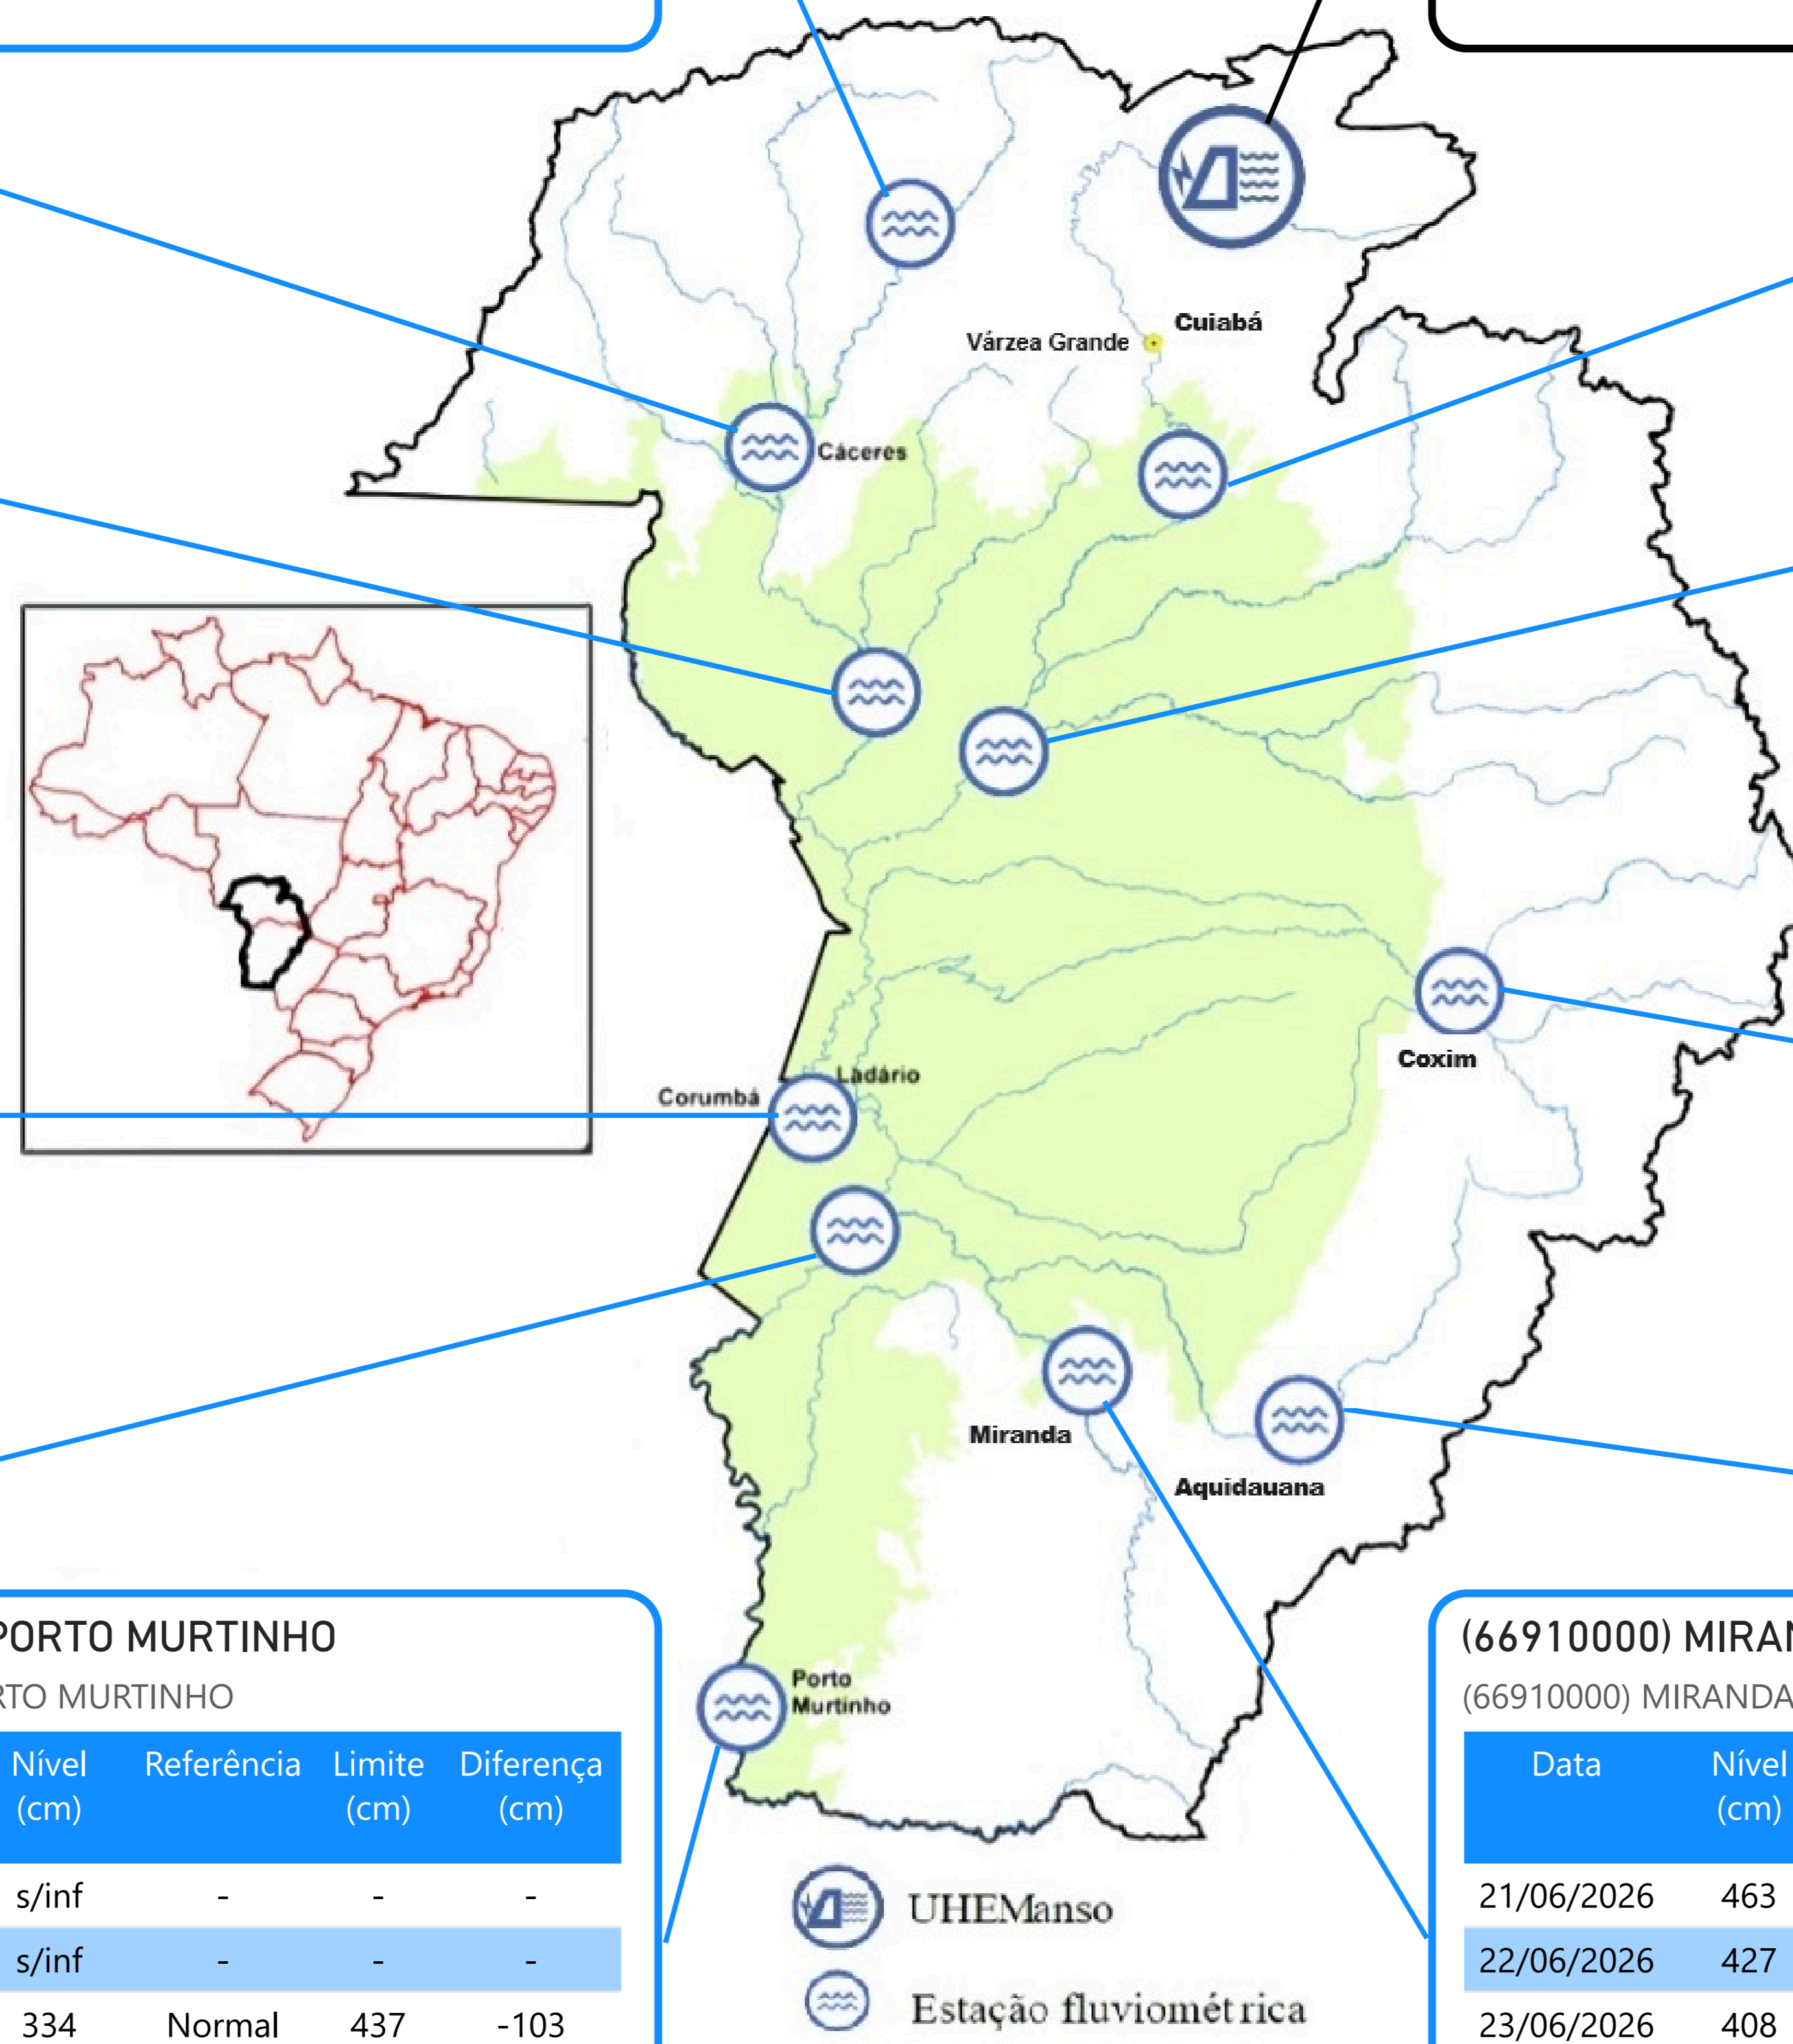 Cuiabá
Várzea Grande
Cáceres
Coxim
Ladário
Corumbá
Miranda
Aquidauana
Porto
Murtinho
PORTO MURTINHO
RTO MURTINHO
Nível (cm) Referência Limite (cm) Diferença (cm)
s/inf - - -
s/inf - - -
334 Normal 437 -103
UHEManso
Estação fluviométrica
(66910000) MIRAN
(66910000) MIRANDA
Data Nível (cm)
21/06/2026 463
22/06/2026 427
23/06/2026 408